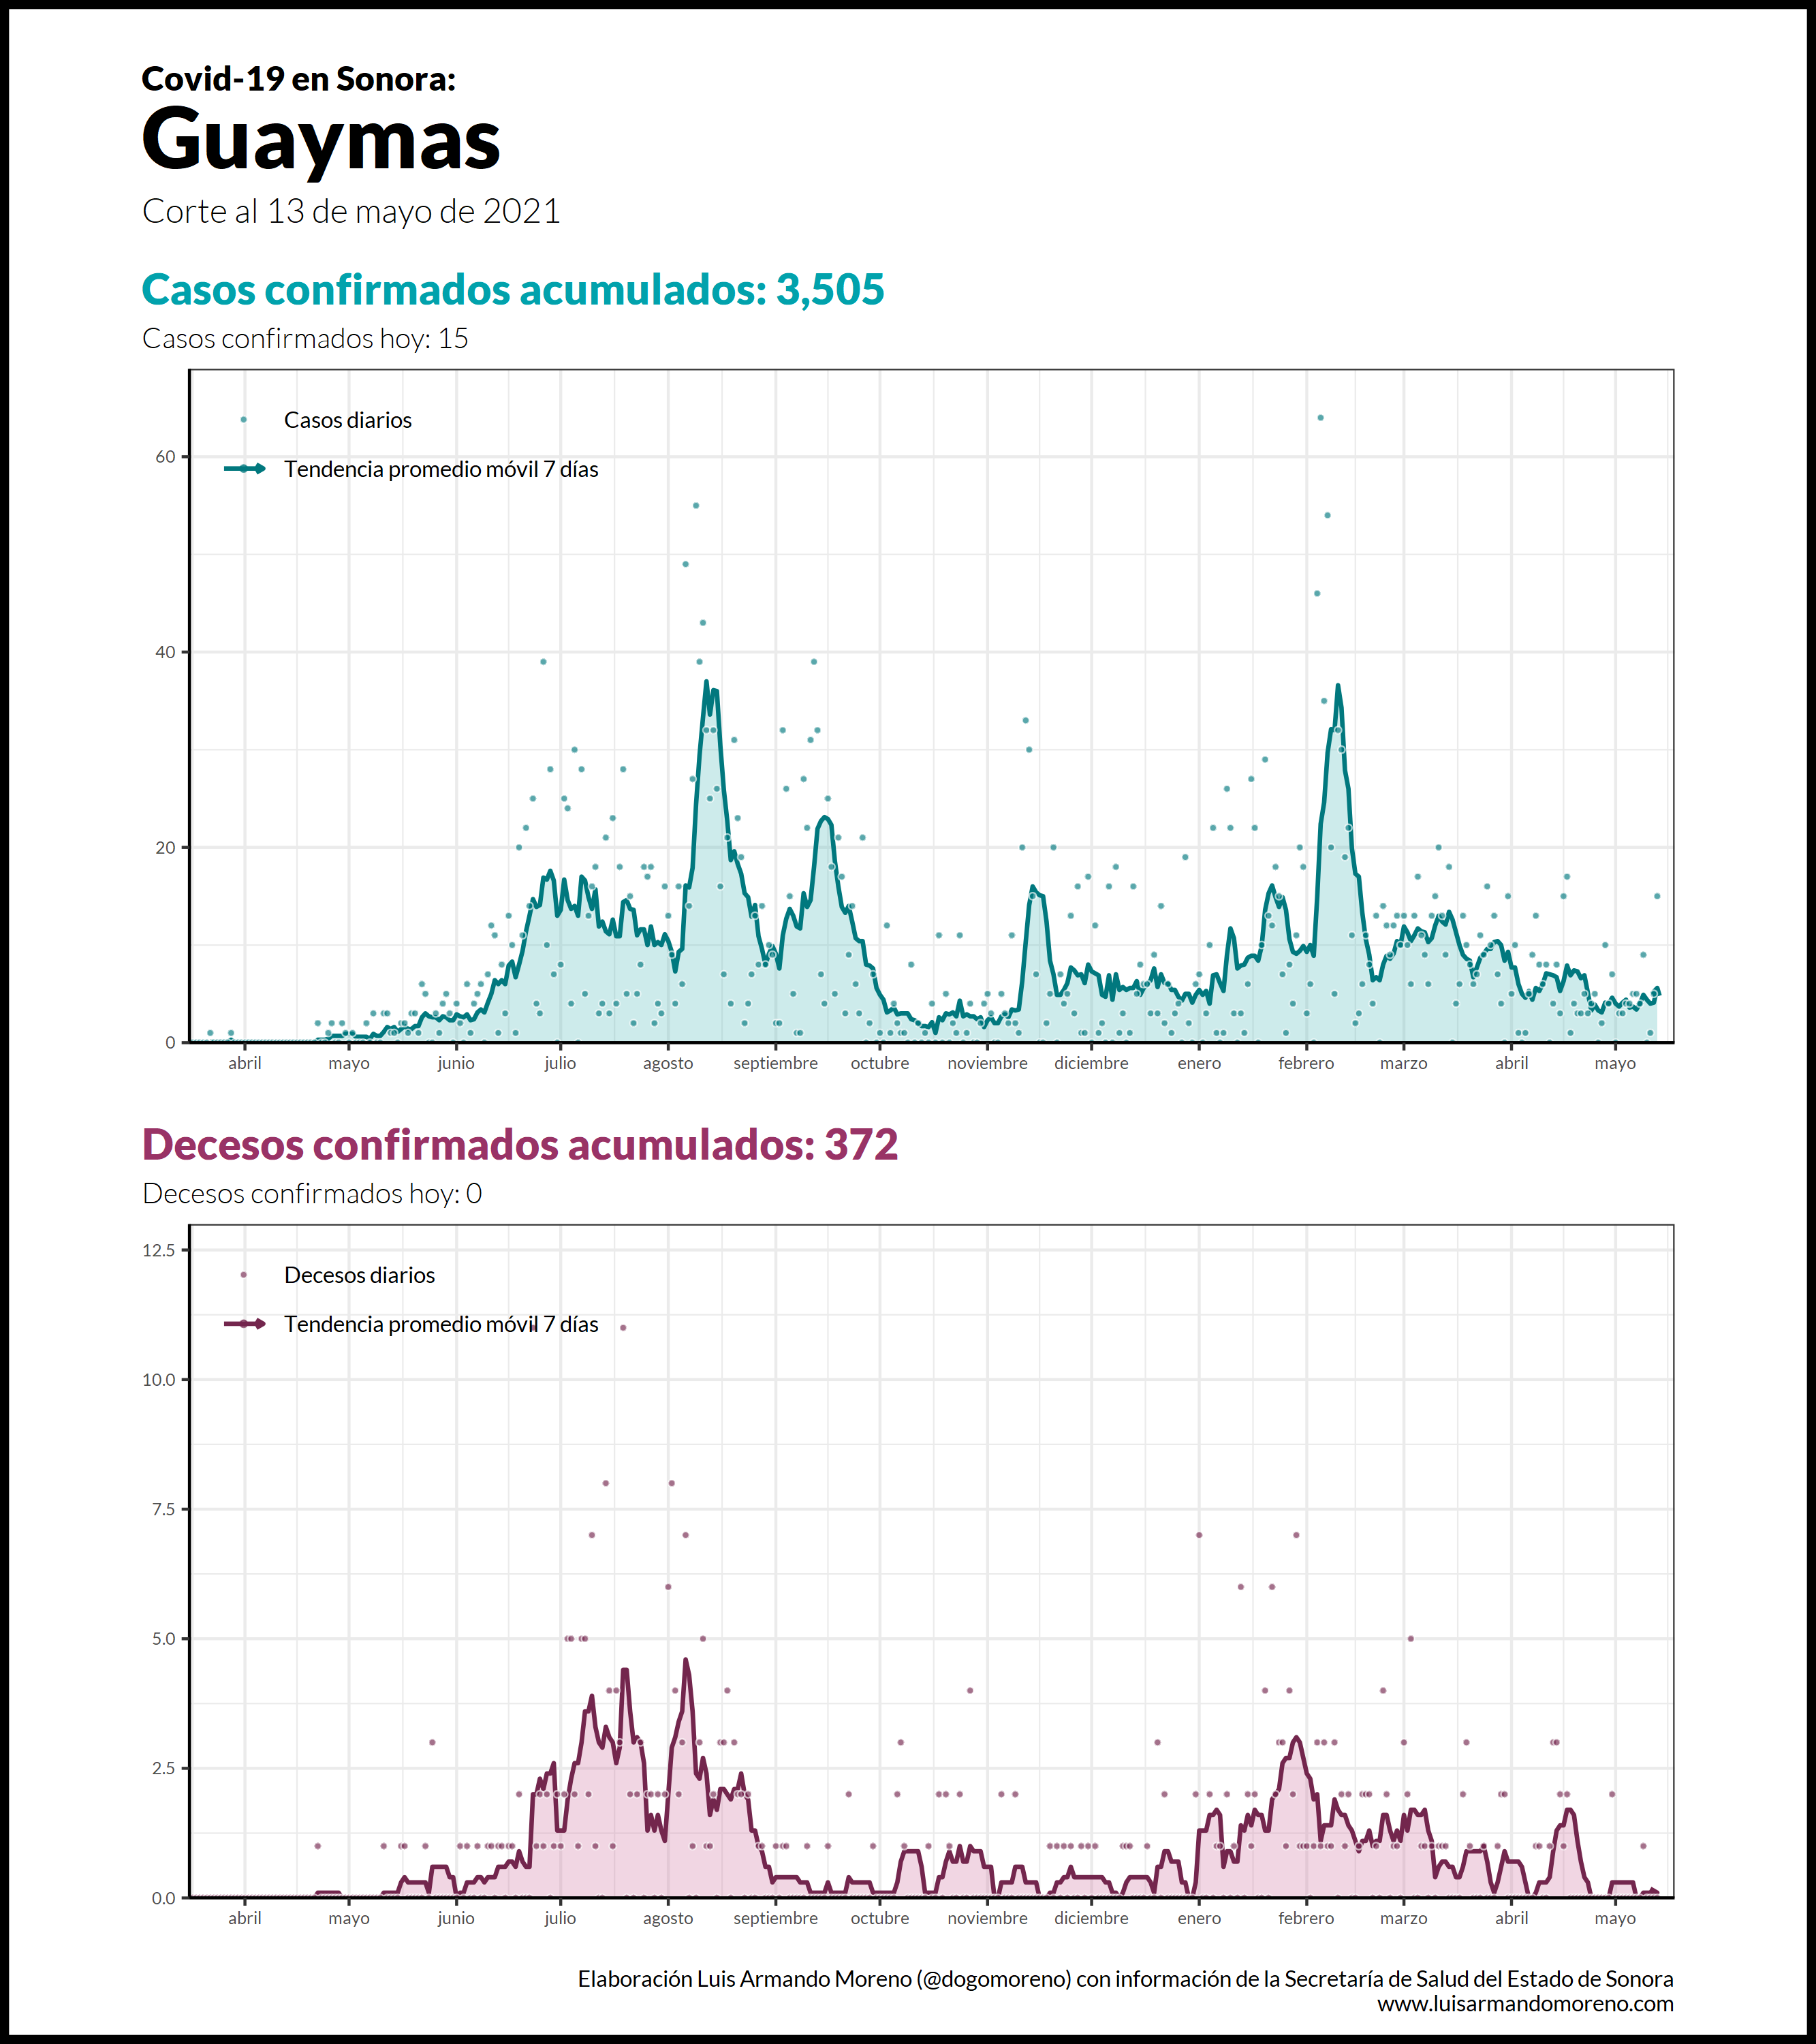 Covid-19 en Sonora:
Guaymas
Corte al 13 de mayo de 2021
Casos confirmados acumulados: 3,505
Casos confirmados hoy: 15
Casos diarios
Tendencia promedio móvil 7 días
60
40
20
0
abril mayo junio julio agosto septiembre octubre noviembre diciembre enero febrero marzo abril mayo
Decesos confirmados acumulados: 372
Decesos confirmados hoy: 0
12.5
Decesos diarios
Tendencia promedio móvil 7 días
10.0
7.5
5.0
2.5
0.0
abril mayo junio julio agosto septiembre octubre noviembre diciembre enero febrero marzo abril mayo
Elaboración Luis Armando Moreno (@dogomoreno) con información de la Secretaría de Salud del Estado de Sonora
www.luisarmandomoreno.com